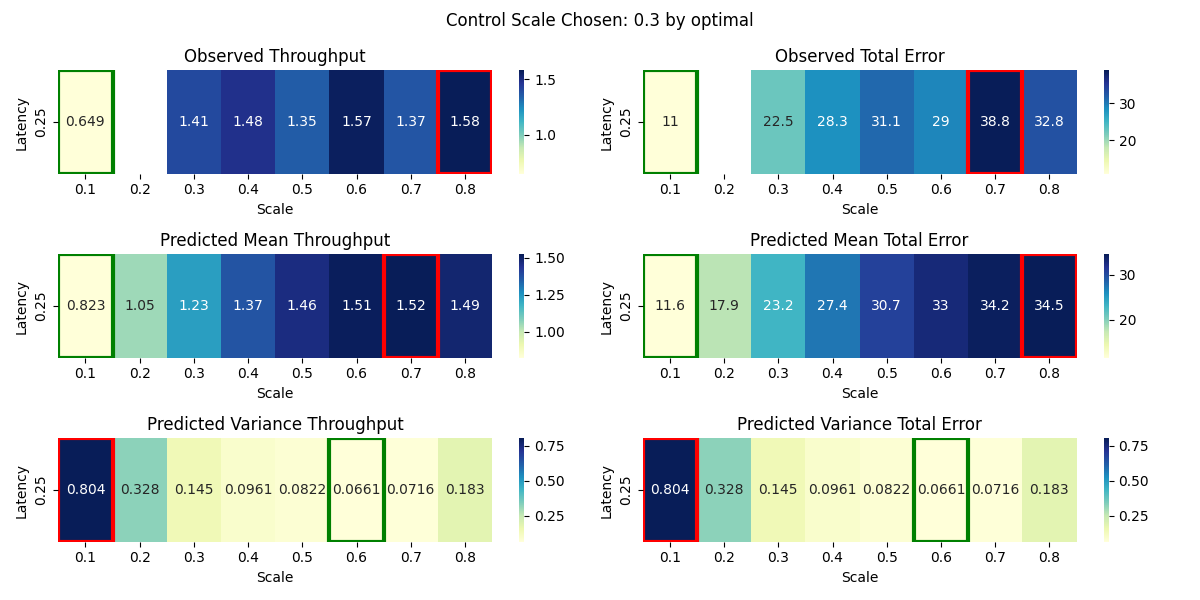 Control Scale Chosen: 0.3 by optimal
Observed Throughput
Latency
0.25
0.649 1.41 1.48 1.35 1.57 1.37 1.58
0.1 0.2 0.3 0.4 0.5 0.6 0.7 0.8
Scale
1.5
1.0
Observed Total Error
Latency
0.25
11 22.5 28.3 31.1 29 38.8 32.8
0.1 0.2 0.3 0.4 0.5 0.6 0.7 0.8
Scale
30
20
Predicted Mean Throughput
Latency
0.25
0.823 1.05 1.23 1.37 1.46 1.51 1.52 1.49
0.1 0.2 0.3 0.4 0.5 0.6 0.7 0.8
Scale
1.50
1.25
1.00
Predicted Mean Total Error
Latency
0.25
11.6 17.9 23.2 27.4 30.7 33 34.2 34.5
0.1 0.2 0.3 0.4 0.5 0.6 0.7 0.8
Scale
30
20
Predicted Variance Throughput
Latency
0.25
0.804 0.328 0.145 0.0961 0.0822 0.0661 0.0716 0.183
0.1 0.2 0.3 0.4 0.5 0.6 0.7 0.8
Scale
0.75
0.50
0.25
Predicted Variance Total Error
Latency
0.25
0.804 0.328 0.145 0.0961 0.0822 0.0661 0.0716 0.183
0.1 0.2 0.3 0.4 0.5 0.6 0.7 0.8
Scale
0.75
0.50
0.25